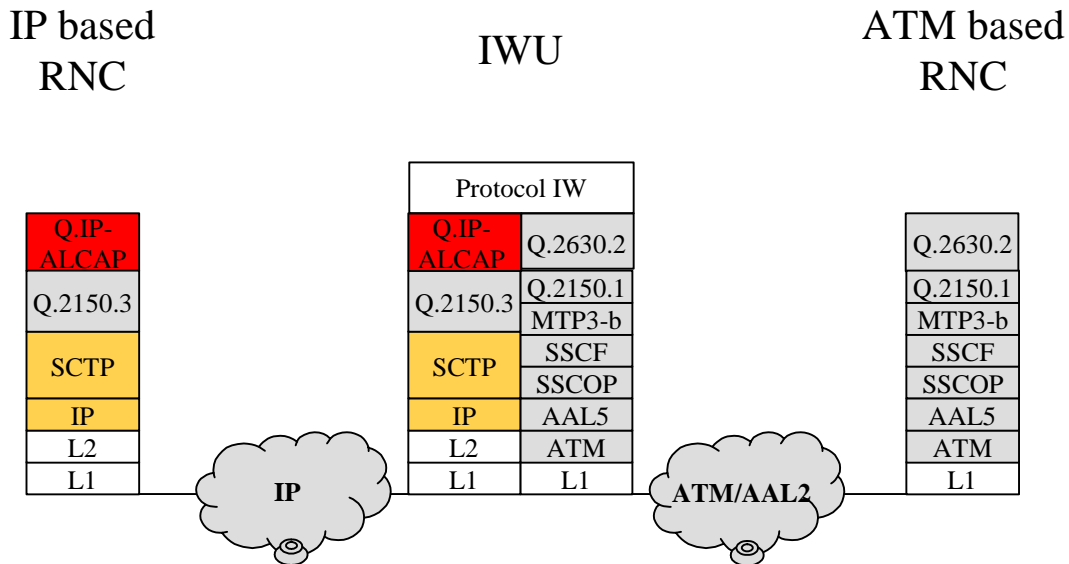 IP based
RNC
IWU
ATM based
RNC
Protocol IW
Q.IP-
ALCAP
Q.2150.3
SCTP
IP
L2
L1
IP
Q.IP-
ALCAP
Q.2150.3
SCTP
IP
L2
L1
Q.2630.2
Q.2150.1
MTP3-b
SSCF
SSCOP
AAL5
ATM
L1
ATM/AAL2
Q.2630.2
Q.2150.1
MTP3-b
SSCF
SSCOP
AAL5
ATM
L1